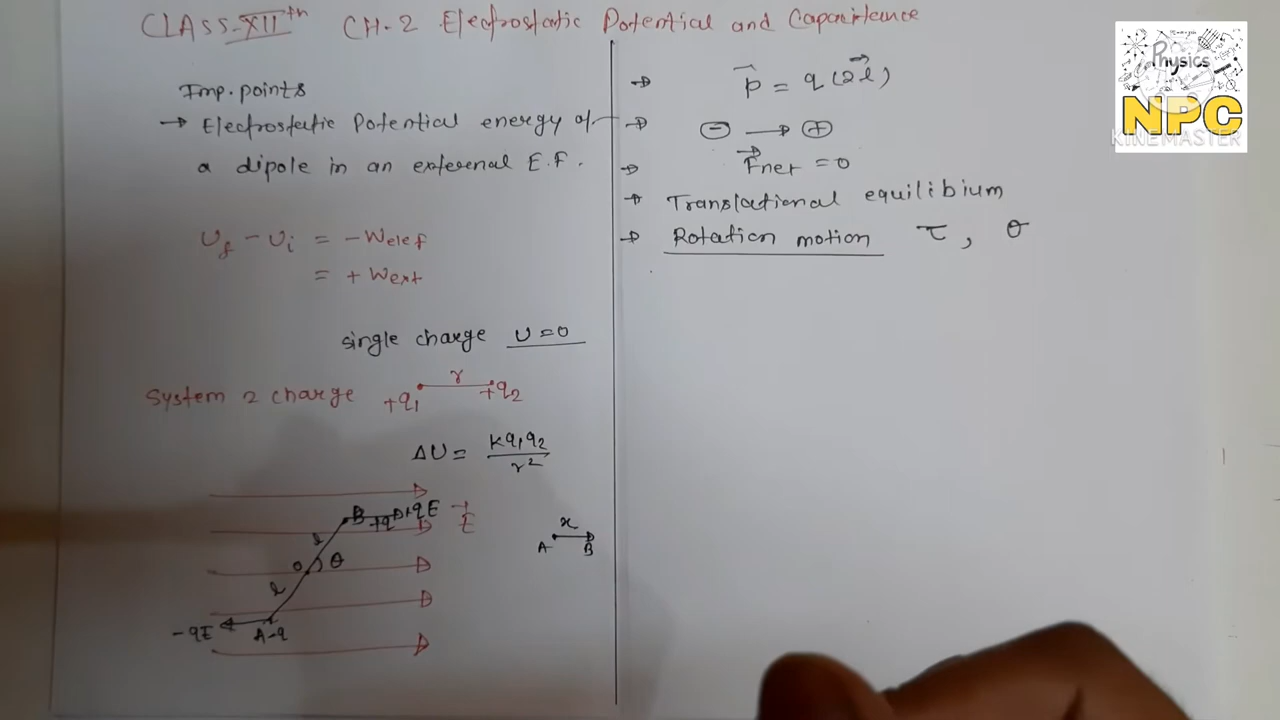 CLASS-XIIth CH-2 Electrostatic Potential and Capacitance
Imp. points
→ Electrostatic Potential energy of
a dipole in an external E.F.
Uf - Ui = -Welef
= + Wext
single charge U=0
System 2 charge +q1 r +q2
ΔU = Kq1q2/r2
B +q +qE E
l
O θ
l
-qE A-q
x
A B
→ p = q(2l)
→ ⊖ → ⊕
→ Fnet = 0
→ Translational equilibium
→ Rotation motion τ, θ
Physics
NPC
KINEMASTER